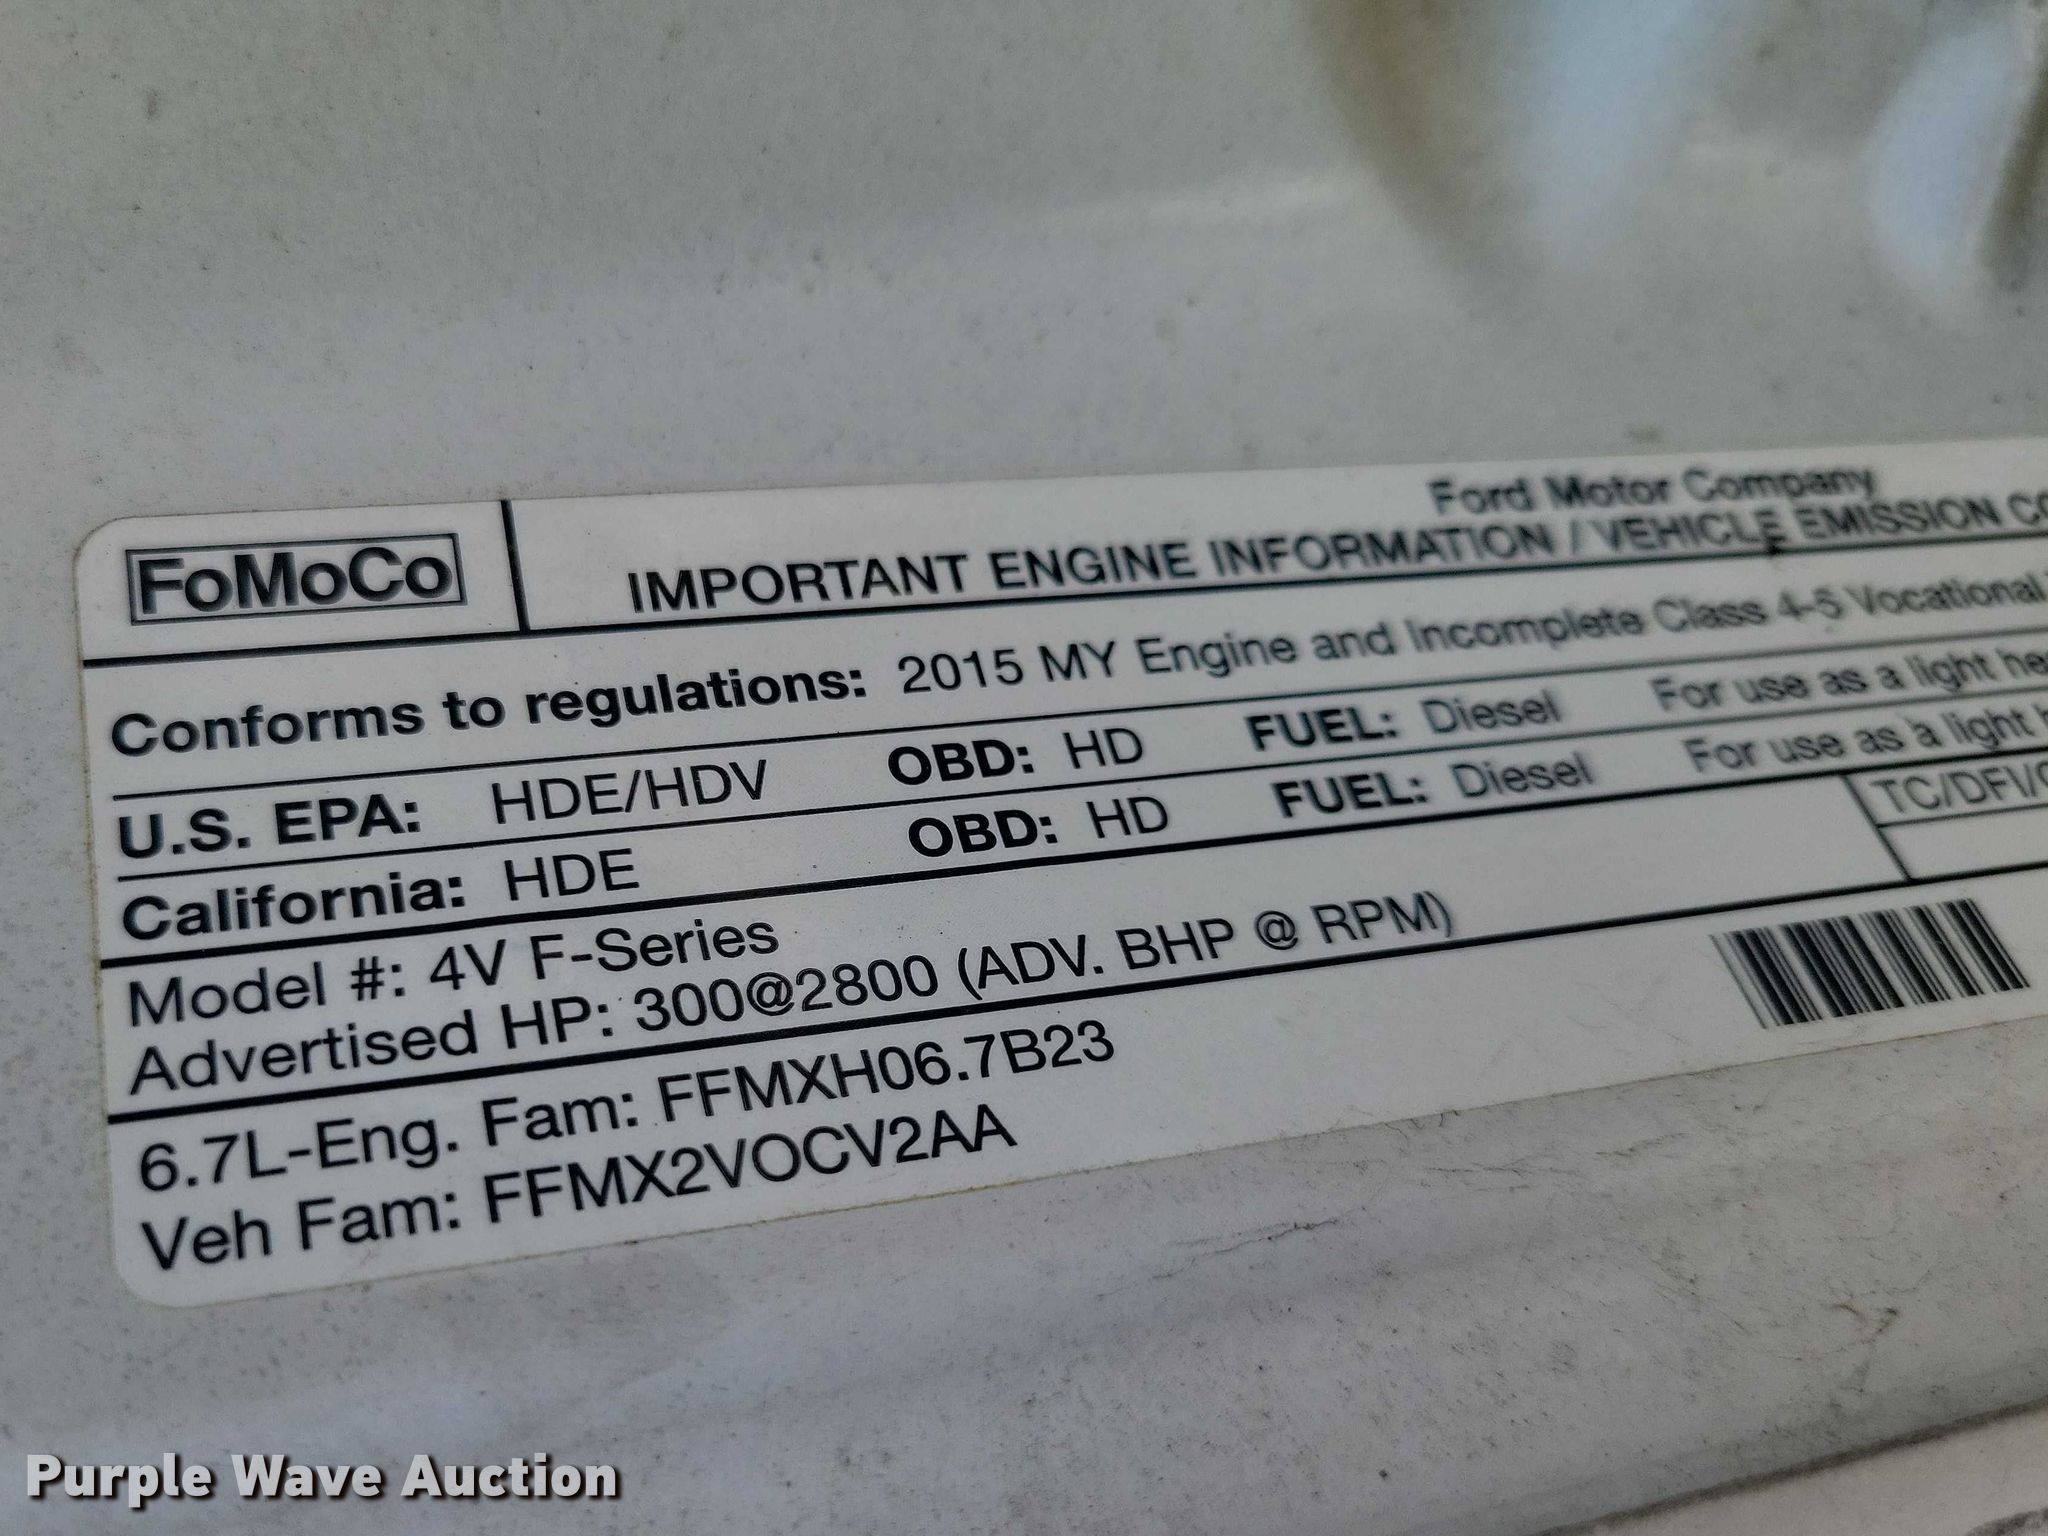 FoMoCo
Ford Motor Company
IMPORTANT ENGINE INFORMATION / VEHICLE EMISSION
Conforms to regulations: 2015 MY Engine and Incomplete Class 4-5 Vocational
U.S. EPA: HDE/HDV OBD: HD FUEL: Diesel For use as a light
California: HDE OBD: HD FUEL: Diesel For use as a light
TC/DFI/
Model #: 4V F-Series
Advertised HP: 300@2800 (ADV. BHP @ RPM)
6.7L-Eng. Fam: FFMXH06.7B23
Veh Fam: FFMX2VOCV2AA
Purple Wave Auction